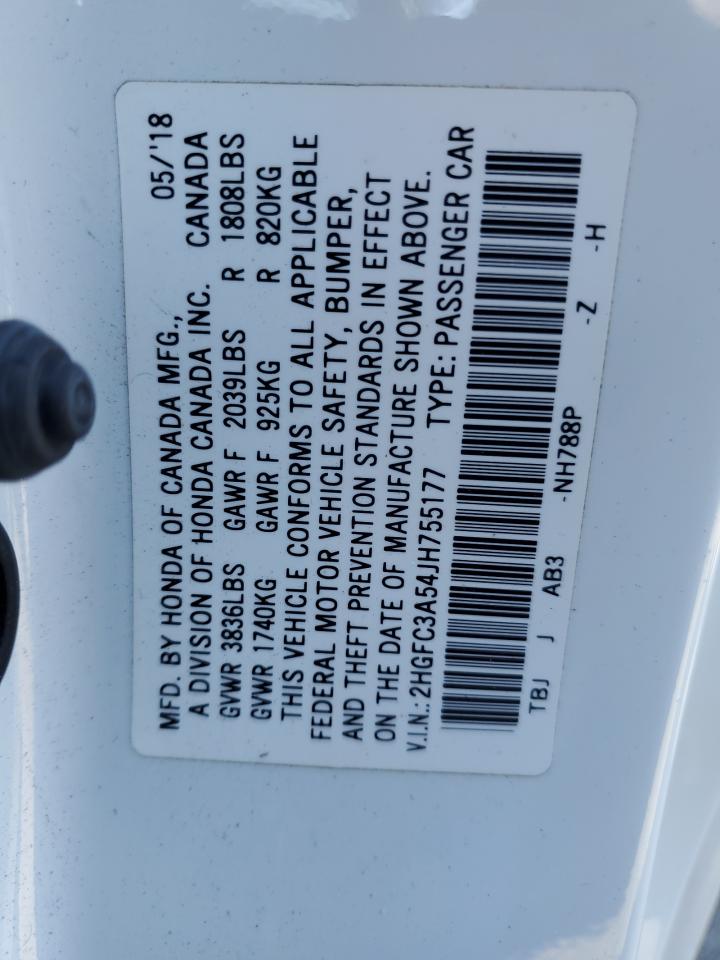 MFD. BY HONDA OF CANADA MFG., 05/'18
A DIVISION OF HONDA CANADA INC. CANADA
GVWR 3836LBS GAWR F 2039LBS R 1808LBS
GVWR 1740KG GAWR F 925KG R 820KG
THIS VEHICLE CONFORMS TO ALL APPLICABLE
FEDERAL MOTOR VEHICLE SAFETY, BUMPER,
AND THEFT PREVENTION STANDARDS IN EFFECT
ON THE DATE OF MANUFACTURE SHOWN ABOVE.
V.I.N.: 2HGFC3A54JH755177 TYPE: PASSENGER CAR
TBJ J AB3 -NH788P -Z -H